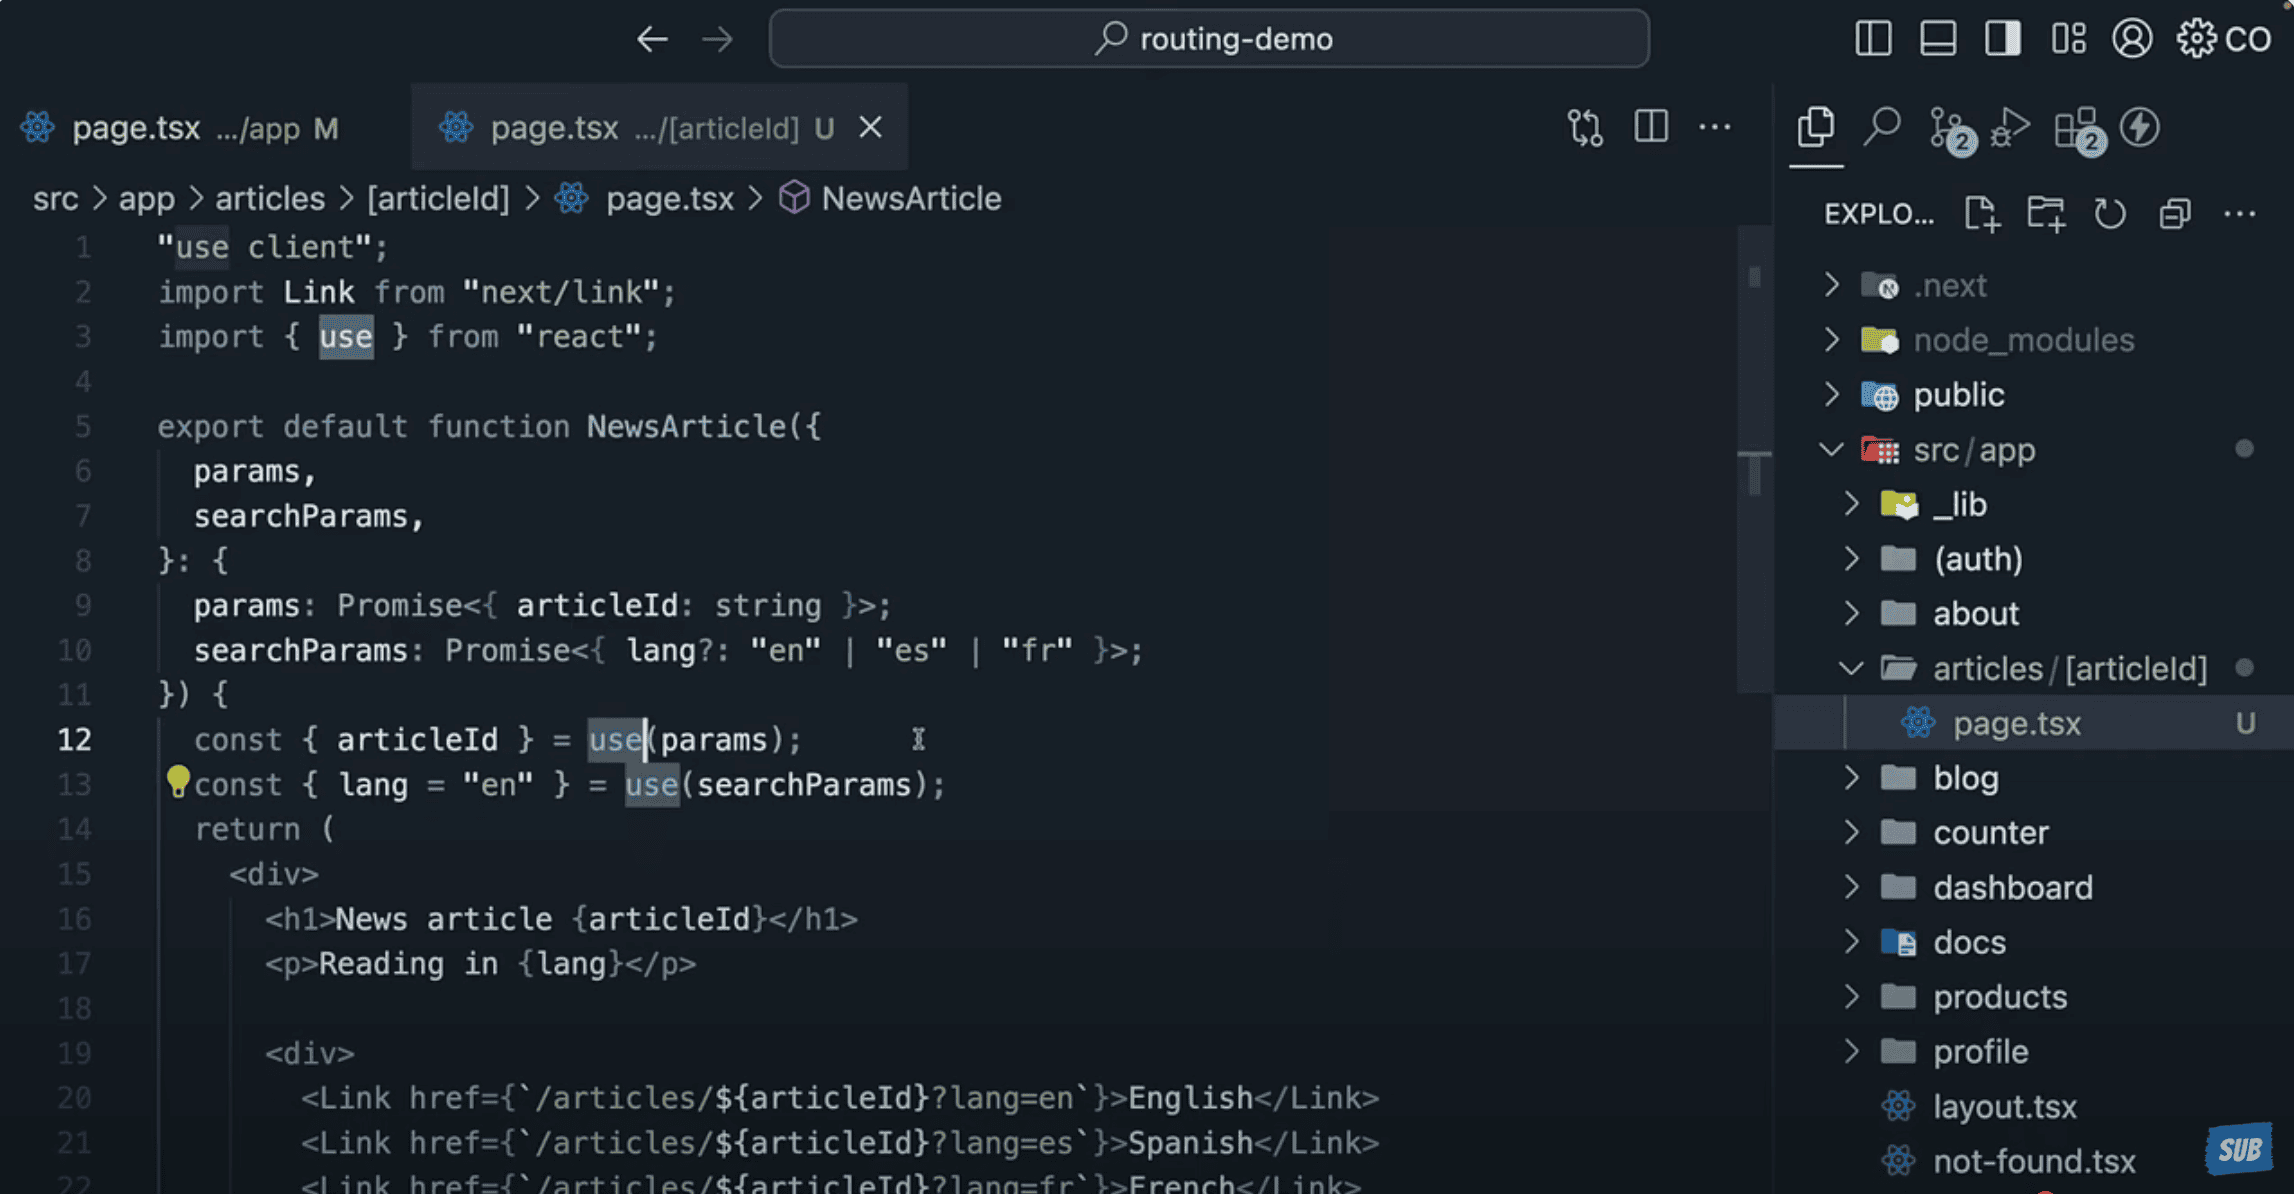 routing-demo
CO
page.tsx .../app M
page.tsx .../[articleId] U
src > app > articles > [articleId] > page.tsx > NewsArticle
1 "use client";
2 import Link from "next/link";
3 import { use } from "react";
4
5 export default function NewsArticle({
6 params,
7 searchParams,
8 }: {
9 params: Promise<{ articleId: string }>;
10 searchParams: Promise<{ lang?: "en" | "es" | "fr" }>;
11 }) {
12 const { articleId } = use(params);
13 const { lang = "en" } = use(searchParams);
14 return (
15 <div>
16 <h1>News article {articleId}</h1>
17 <p>Reading in {lang}</p>
18
19 <div>
20 <Link href={`/articles/${articleId}?lang=en`}>English</Link>
21 <Link href={`/articles/${articleId}?lang=es`}>Spanish</Link>
22 <Link href={`/articles/${articleId}?lang=fr`}>French</Link>
2
2
EXPLO...
.next
node_modules
public
src/app
_lib
(auth)
about
articles/[articleId]
page.tsx U
blog
counter
dashboard
docs
products
profile
layout.tsx
not-found.tsx
SUB